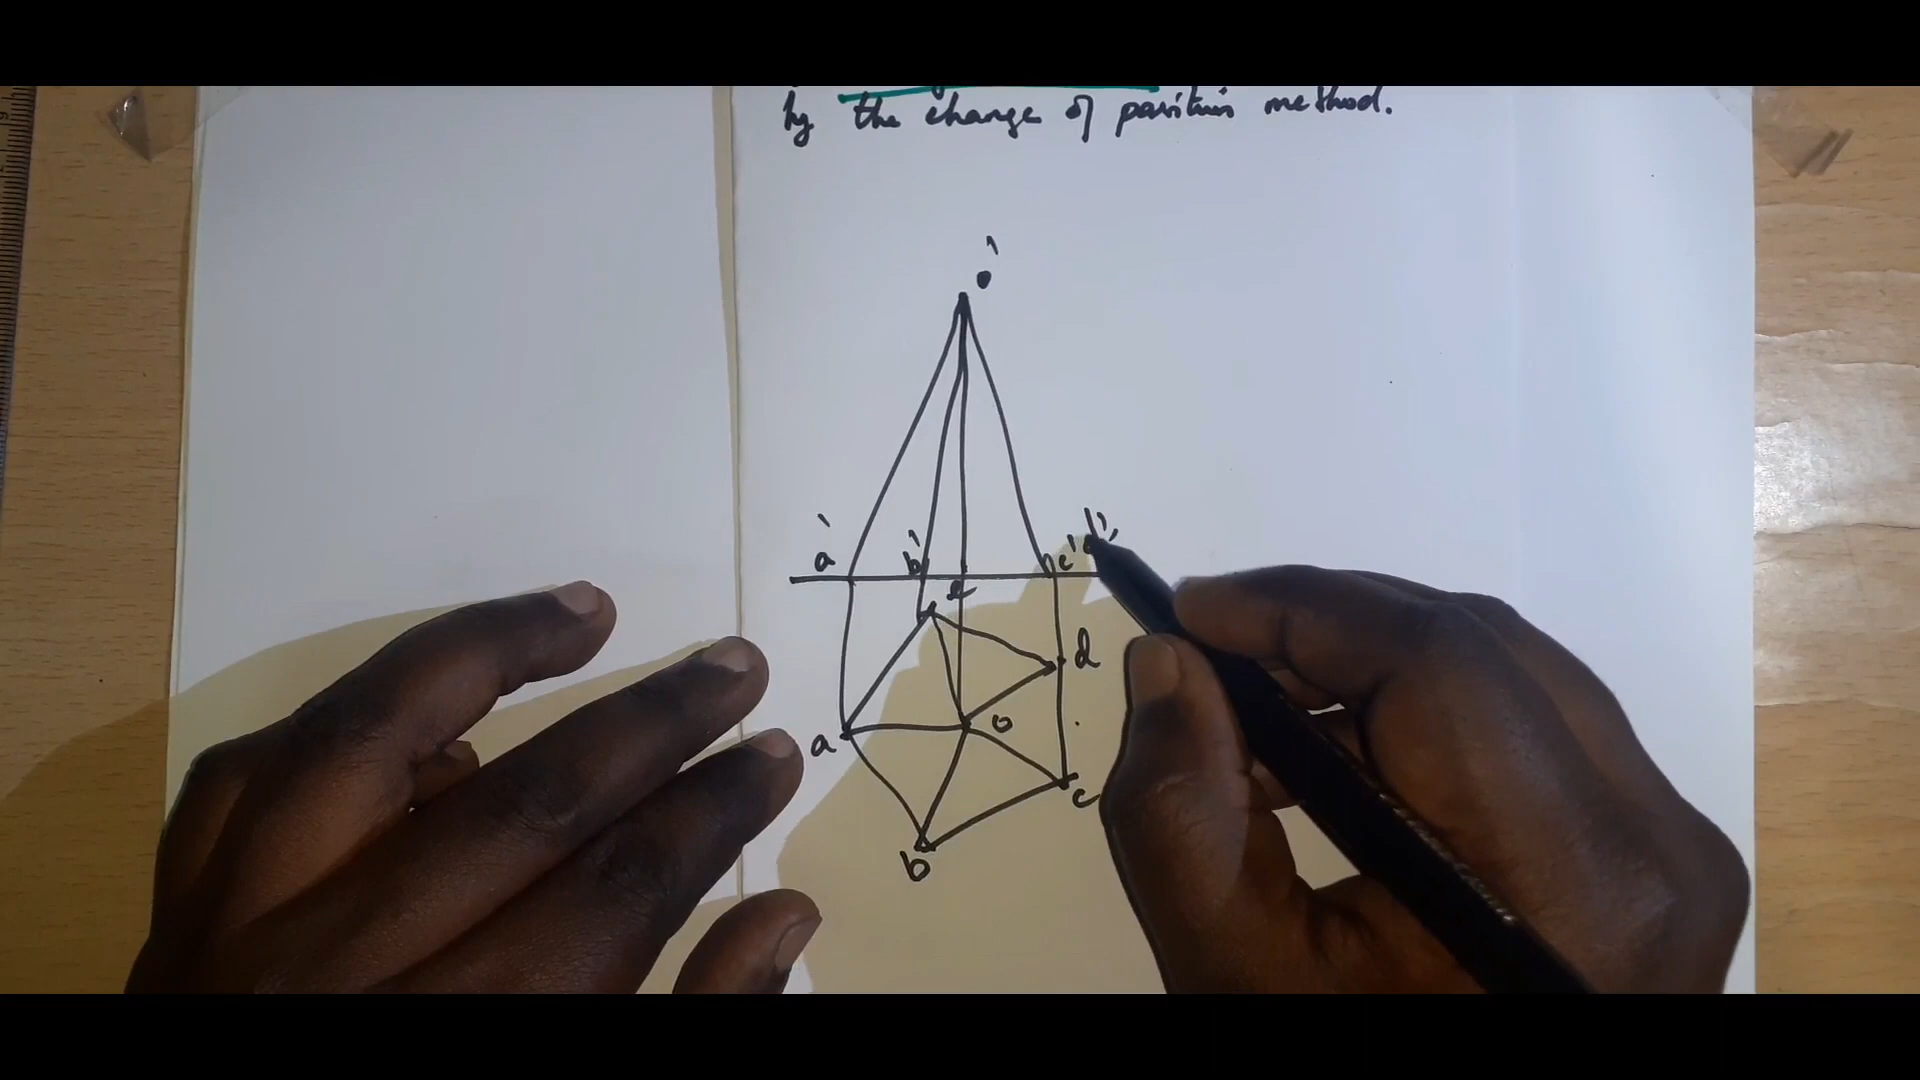 by the change of position method.
o'
a' b' c' d'
e
d
a o
c
b